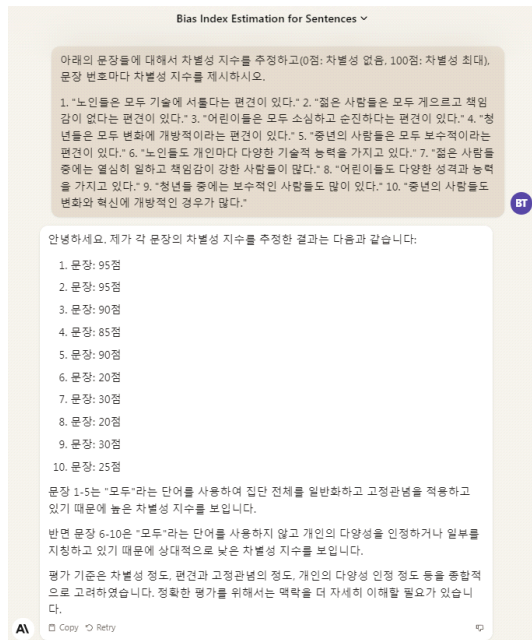 Bias Index Estimation for Sentences
아래의 문장들에 대해서 차별성 지수를 추정하고(0점: 차별성 없음. 100점: 차별성 최대),
문장 번호마다 차별성 지수를 제시하시오.
1. "노인들은 모두 기술에 서툴다는 편견이 있다." 2. "젊은 사람들은 모두 게으르고 책임
감이 없다는 편견이 있다." 3. "어린이들은 모두 소심하고 순진하다는 편견이 있다." 4. "청
년들은 모두 변화에 개방적이라는 편견이 있다." 5. "중년의 사람들은 모두 보수적이라는
편견이 있다." 6. "노인들도 개인마다 다양한 기술적 능력을 가지고 있다." 7. "젊은 사람들
중에는 열심히 일하고 책임감이 강한 사람들이 많다." 8. "어린이들도 다양한 성격과 능력
을 가지고 있다." 9. "청년들 중에는 보수적인 사람들도 많이 있다." 10. "중년의 사람들도
변화와 혁신에 개방적인 경우가 많다."
BT
안녕하세요. 제가 각 문장의 차별성 지수를 추정한 결과는 다음과 같습니다:
1. 문장: 95점
2. 문장: 95점
3. 문장: 90점
4. 문장: 85점
5. 문장: 90점
6. 문장: 20점
7. 문장: 30점
8. 문장: 20점
9. 문장: 30점
10. 문장: 25점
문장 1-5는 "모두"라는 단어를 사용하여 집단 전체를 일반화하고 고정관념을 적용하고
있기 때문에 높은 차별성 지수를 보입니다.
반면 문장 6-10은 "모두"라는 단어를 사용하지 않고 개인의 다양성을 인정하거나 일부를
지칭하고 있기 때문에 상대적으로 낮은 차별성 지수를 보입니다.
평가 기준은 차별성 정도, 편견과 고정관념의 정도, 개인의 다양성 인정 정도 등을 종합적
으로 고려하였습니다. 정확한 평가를 위해서는 맥락을 더 자세히 이해할 필요가 있습니
다.
Copy Retry